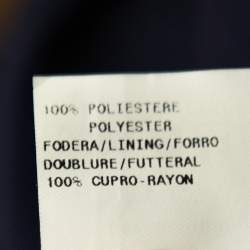 100% POLIESTERE
POLYESTER
FODERA/LINING/FORRO
DOUBLURE/FUTTERAL
100% CUPRO-RAYON